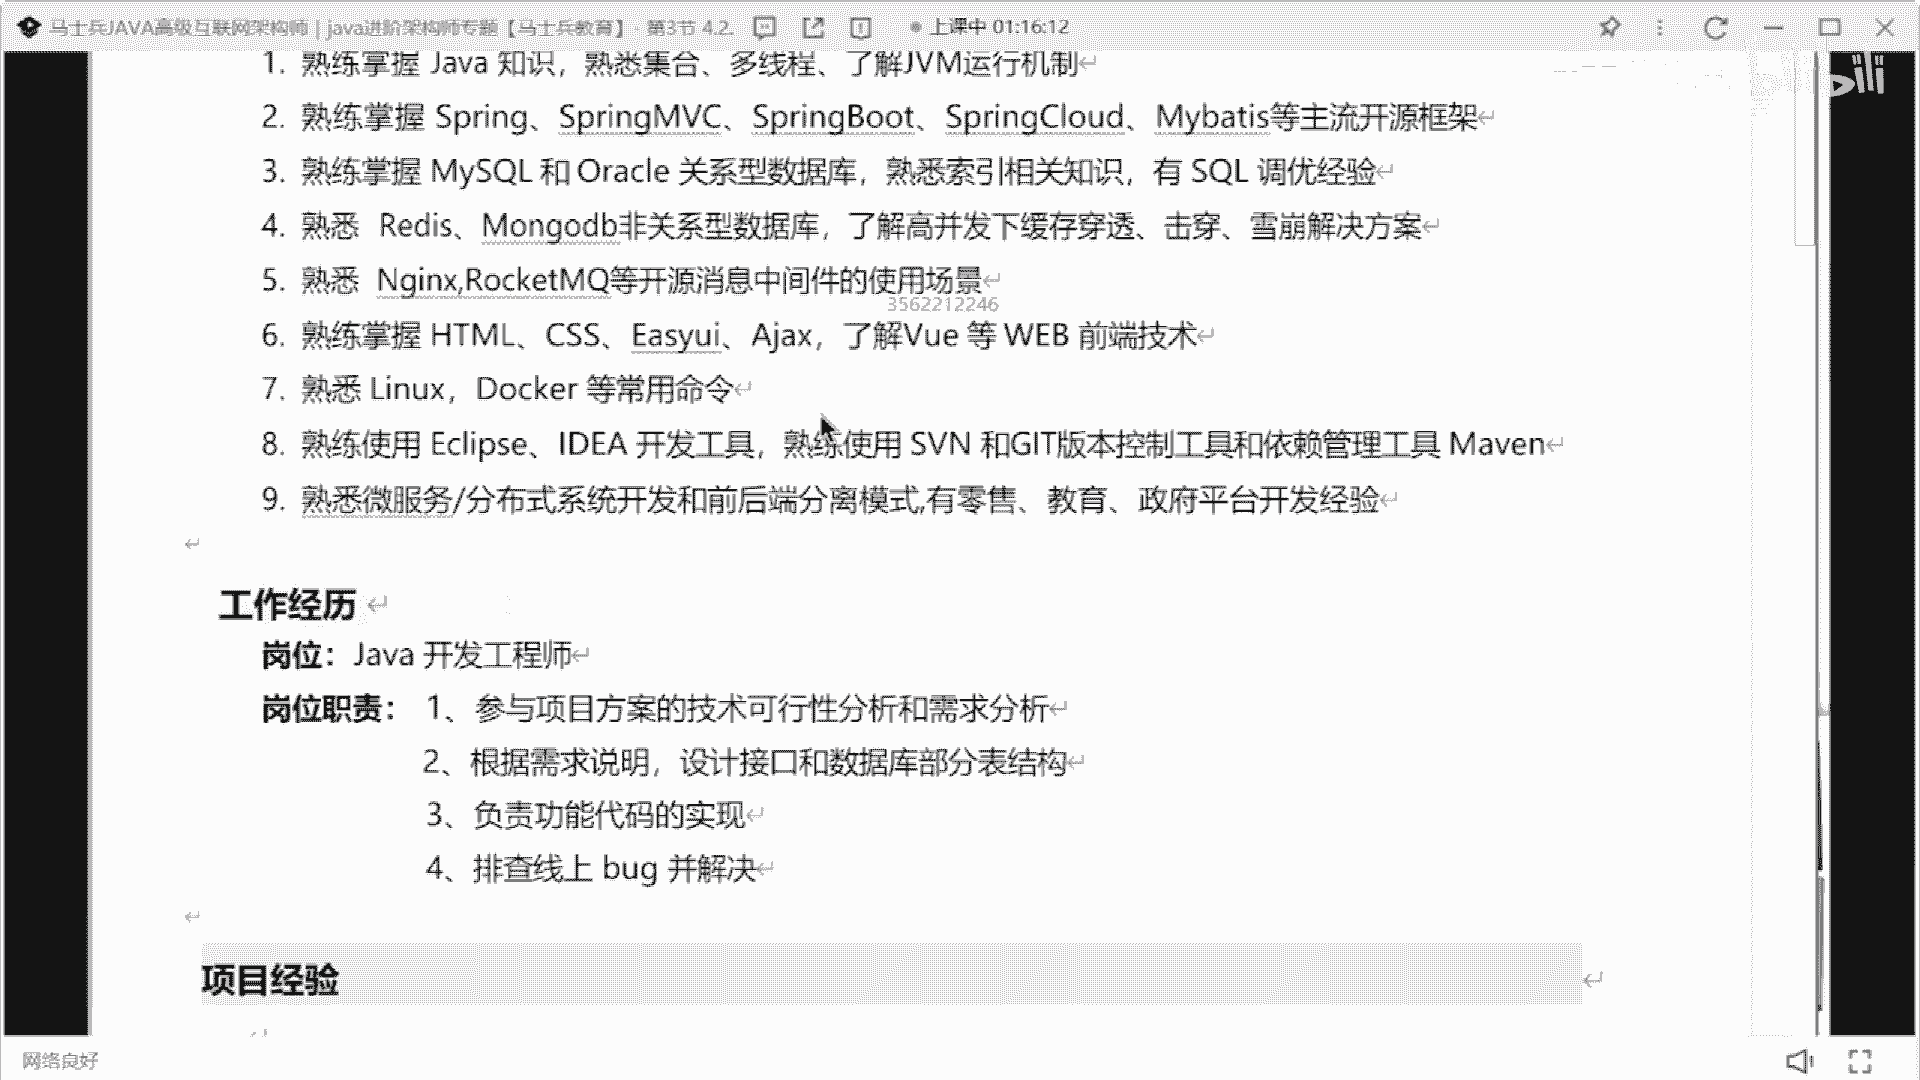 马士兵JAVA高级互联网架构师 | java进阶架构师专题【马士兵教育】 - 第3节 4.2. 上课中 01:16:12
1. 熟练掌握 Java 知识，熟悉集合、多线程、了解JVM运行机制
2. 熟练掌握 Spring、SpringMVC、SpringBoot、SpringCloud、Mybatis等主流开源框架
3. 熟练掌握 MySQL 和 Oracle 关系型数据库，熟悉索引相关知识，有 SQL 调优经验
4. 熟悉 Redis、Mongodb非关系型数据库，了解高并发下缓存穿透、击穿、雪崩解决方案
5. 熟悉 Nginx,RocketMQ等开源消息中间件的使用场景
3562212246
6. 熟练掌握 HTML、CSS、Easyui、Ajax，了解Vue 等 WEB 前端技术
7. 熟悉 Linux，Docker 等常用命令
8. 熟练使用 Eclipse、IDEA 开发工具，熟练使用 SVN 和GIT版本控制工具和依赖管理工具 Maven
9. 熟悉微服务/分布式系统开发和前后端分离模式,有零售、教育、政府平台开发经验
工作经历
岗位：Java 开发工程师
岗位职责： 1、参与项目方案的技术可行性分析和需求分析
2、根据需求说明，设计接口和数据库部分表结构
3、负责功能代码的实现
4、排查线上 bug 并解决
项目经验
网络良好